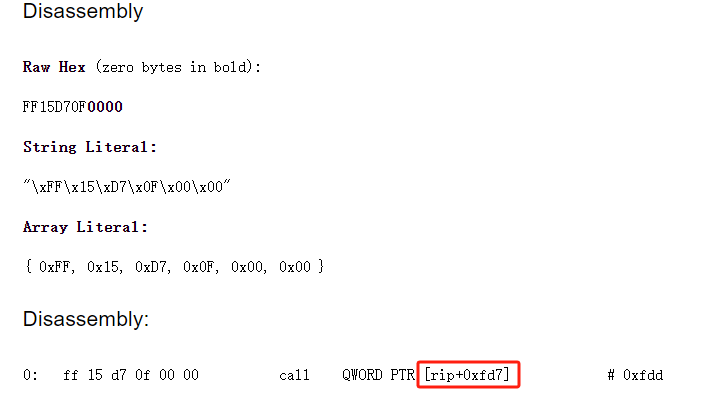 Disassembly
Raw Hex (zero bytes in bold):
FF15D70F0000
String Literal:
"\xFF\x15\xD7\x0F\x00\x00"
Array Literal:
{ 0xFF, 0x15, 0xD7, 0x0F, 0x00, 0x00 }
Disassembly:
0: ff 15 d7 0f 00 00 call QWORD PTR [rip+0xfd7] # 0xfdd